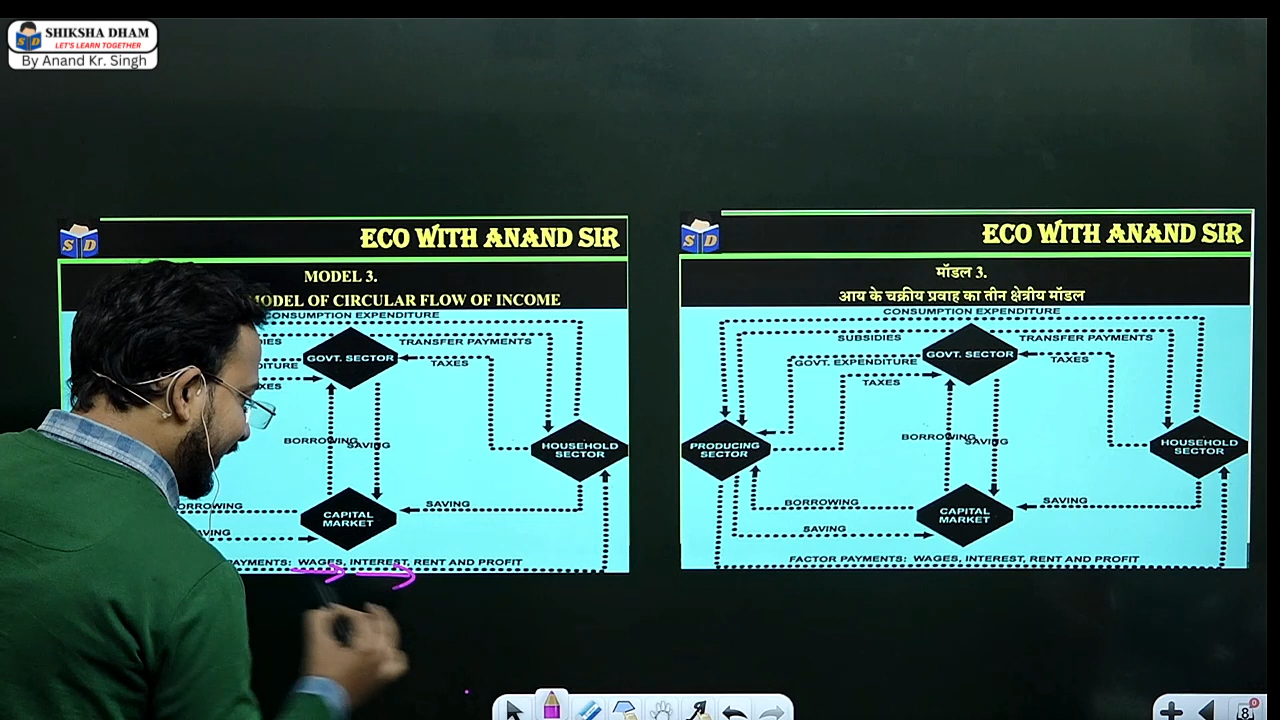 SHIKSHA DHAM
LET'S LEARN TOGETHER
By Anand Kr. Singh
S D
ECO WITH ANAND SIR
MODEL 3.
MODEL OF CIRCULAR FLOW OF INCOME
CONSUMPTION EXPENDITURE
TRANSFER PAYMENTS
GOVT. SECTOR
TAXES
BORROWING
SAVING
HOUSEHOLD
SECTOR
SAVING
CAPITAL
MARKET
PAYMENTS: WAGES, INTEREST, RENT AND PROFIT
S D
ECO WITH ANAND SIR
मॉडल 3.
आय के चक्रीय प्रवाह का तीन क्षेत्रीय मॉडल
CONSUMPTION EXPENDITURE
SUBSIDIES
TRANSFER PAYMENTS
GOVT. EXPENDITURE
GOVT. SECTOR
TAXES
TAXES
PRODUCING
SECTOR
BORROWING
SAVING
HOUSEHOLD
SECTOR
BORROWING
SAVING
CAPITAL
MARKET
SAVING
FACTOR PAYMENTS: WAGES, INTEREST, RENT AND PROFIT
8